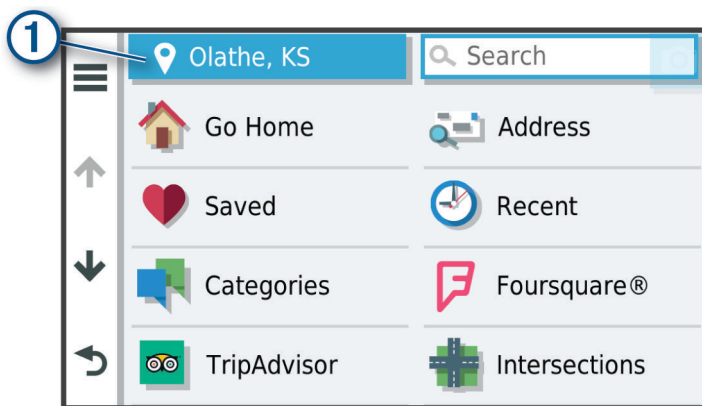 1
Olathe, KS
Search
Go Home
Address
Saved
Recent
Categories
Foursquare®
TripAdvisor
Intersections